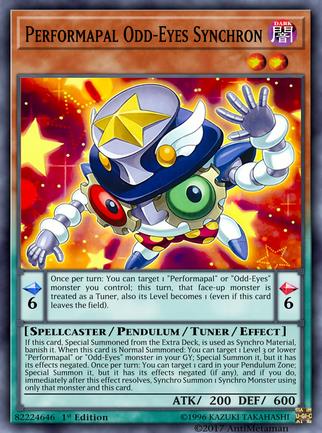 PERFORMAPAL ODD-EYES SYNCHRON
DARK
闇
Once per turn: You can target 1 "Performapal" or "Odd-Eyes"
monster you control; this turn, that face-up monster is
treated as a Tuner, also its Level becomes 1 (even if this card
leaves the field).
6
6
[SPELLCASTER / PENDULUM / TUNER / EFFECT]
If this card, Special Summoned from the Extra Deck, is used as Synchro Material,
banish it. When this card is Normal Summoned: You can target 1 Level 3 or lower
"Performapal" or "Odd-Eyes" monster in your GY; Special Summon it, but it has
its effects negated. Once per turn: You can target 1 card in your Pendulum Zone;
Special Summon it, but it has its effects negated (if any), and if you do,
immediately after this effect resolves, Synchro Summon 1 Synchro Monster using
only that monster and this card.
ATK/ 200 DEF/ 600
82224646 1st Edition ©1996 KAZUKI TAKAHASHI
©2017 AntiMetaman